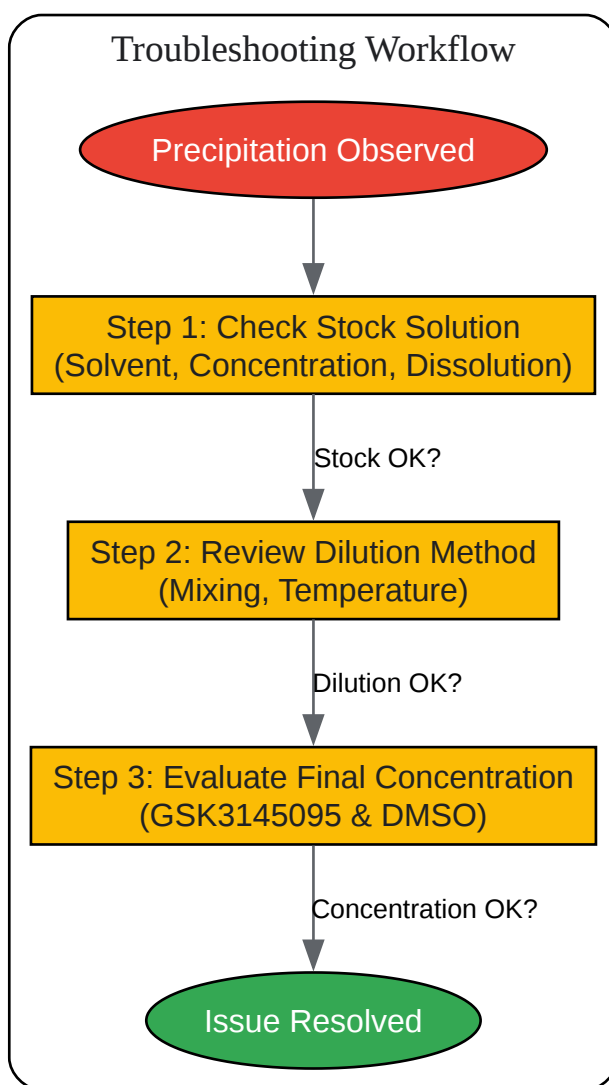 Troubleshooting Workflow
Precipitation Observed
Step 1: Check Stock Solution
(Solvent, Concentration, Dissolution)
Stock OK?
Step 2: Review Dilution Method
(Mixing, Temperature)
Dilution OK?
Step 3: Evaluate Final Concentration
(GSK3145095 & DMSO)
Concentration OK?
Issue Resolved